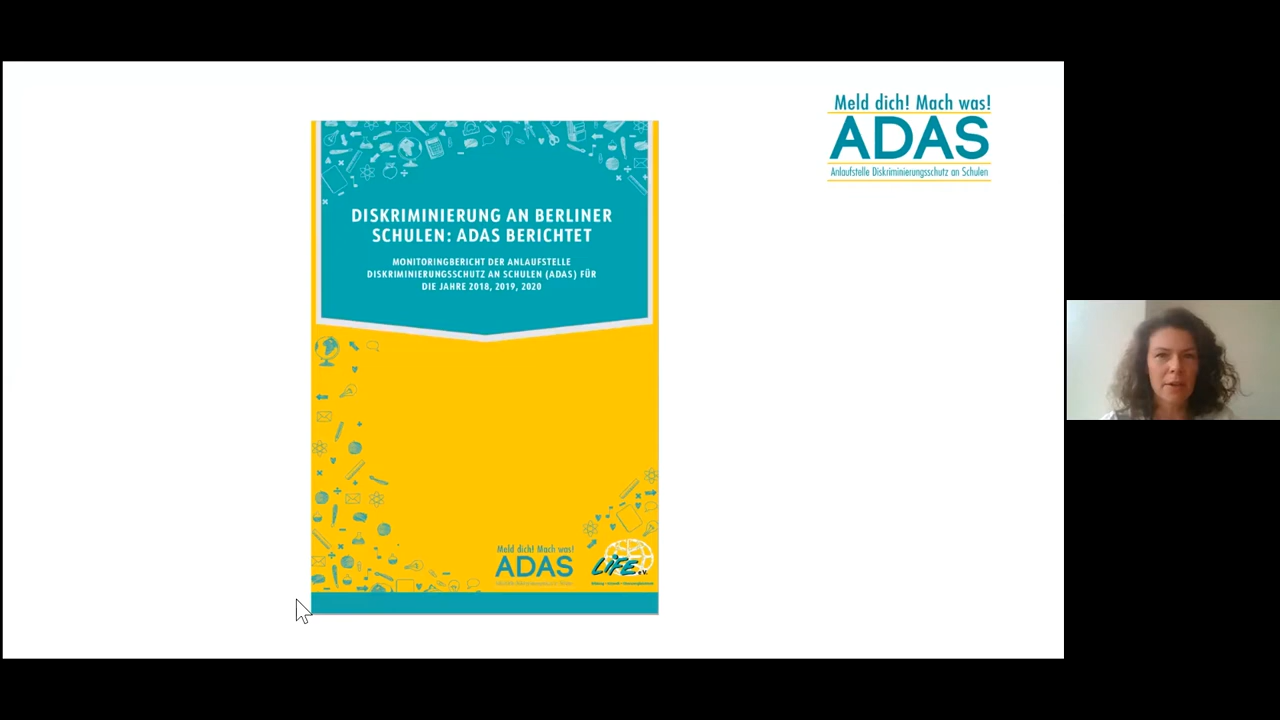 Meld dich! Mach was!
ADAS
Anlaufstelle Diskriminierungsschutz an Schulen
DISKRIMINIERUNG AN BERLINER
SCHULEN: ADAS BERICHTET
MONITORINGBERICHT DER ANLAUFSTELLE
DISKRIMINIERUNGSSCHUTZ AN SCHULEN (ADAS) FÜR
DIE JAHRE 2018, 2019, 2020
Meld dich! Mach was!
ADAS
LiFE e.V.